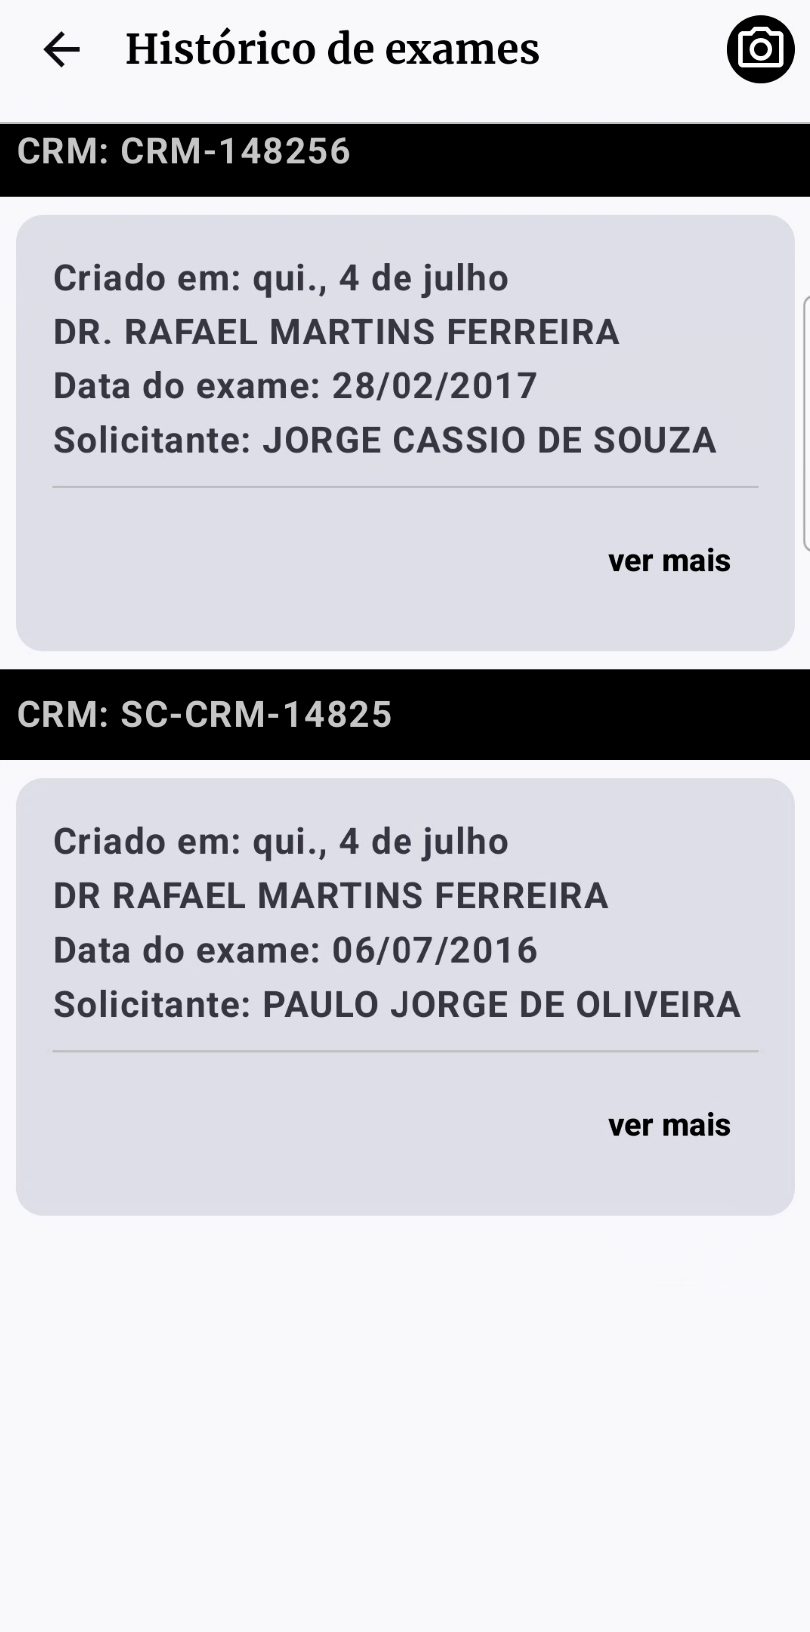 Histórico de exames
CRM: CRM-148256
Criado em: qui., 4 de julho
DR. RAFAEL MARTINS FERREIRA
Data do exame: 28/02/2017
Solicitante: JORGE CASSIO DE SOUZA
ver mais
CRM: SC-CRM-14825
Criado em: qui., 4 de julho
DR RAFAEL MARTINS FERREIRA
Data do exame: 06/07/2016
Solicitante: PAULO JORGE DE OLIVEIRA
ver mais